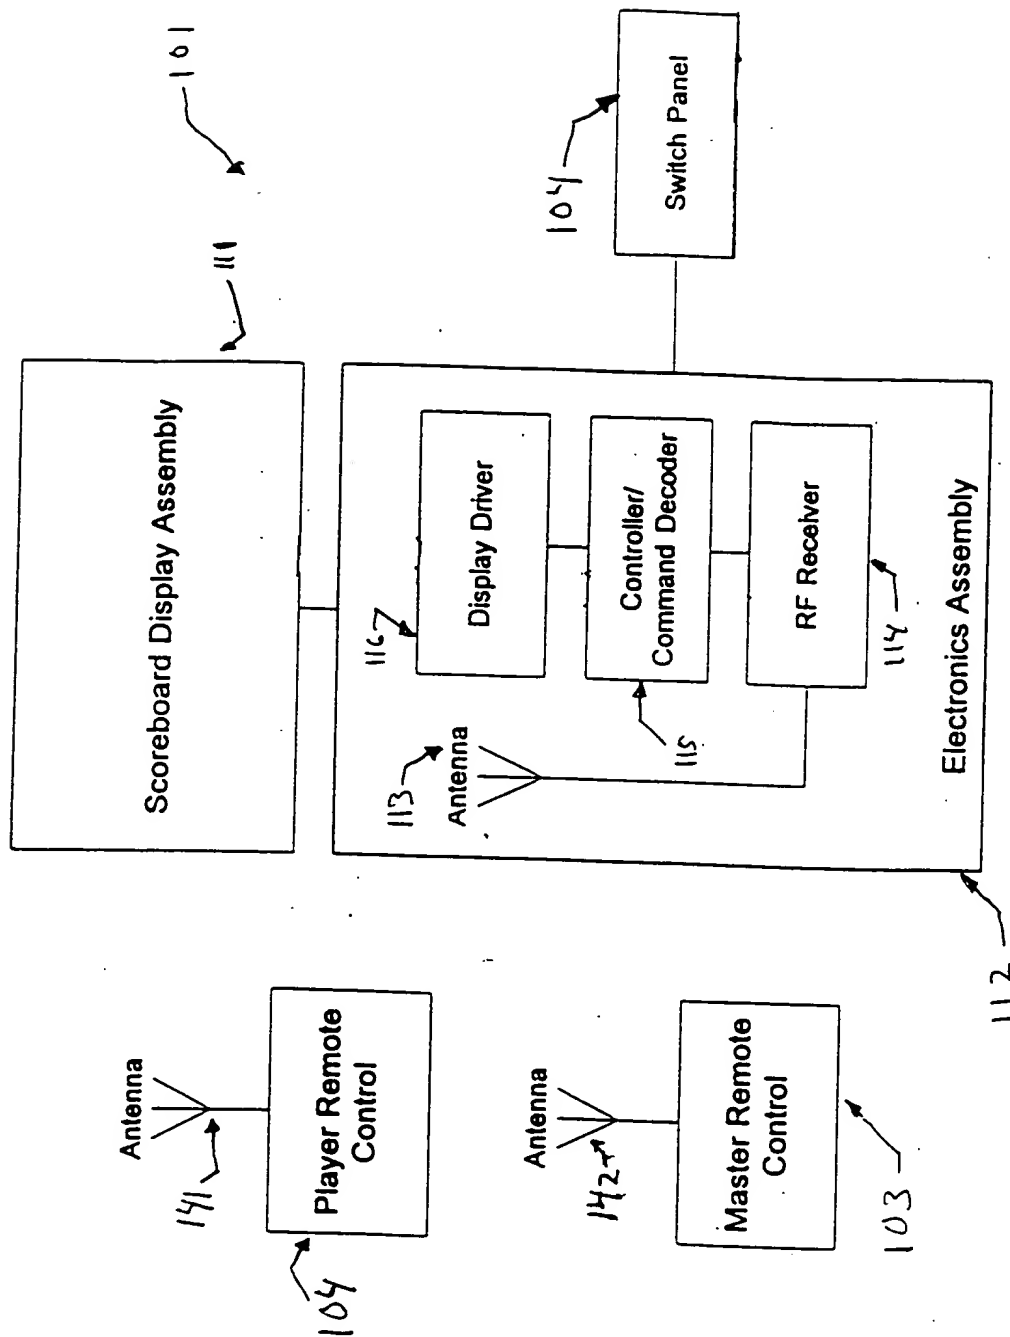 101
Scoreboard Display Assembly
111
Antenna
141
Player Remote
Control
104
Antenna
142
Master Remote
Control
103
113
Antenna
116
Display Driver
Controller/
Command Decoder
115
RF Receiver
114
Electronics Assembly
112
104
Switch Panel